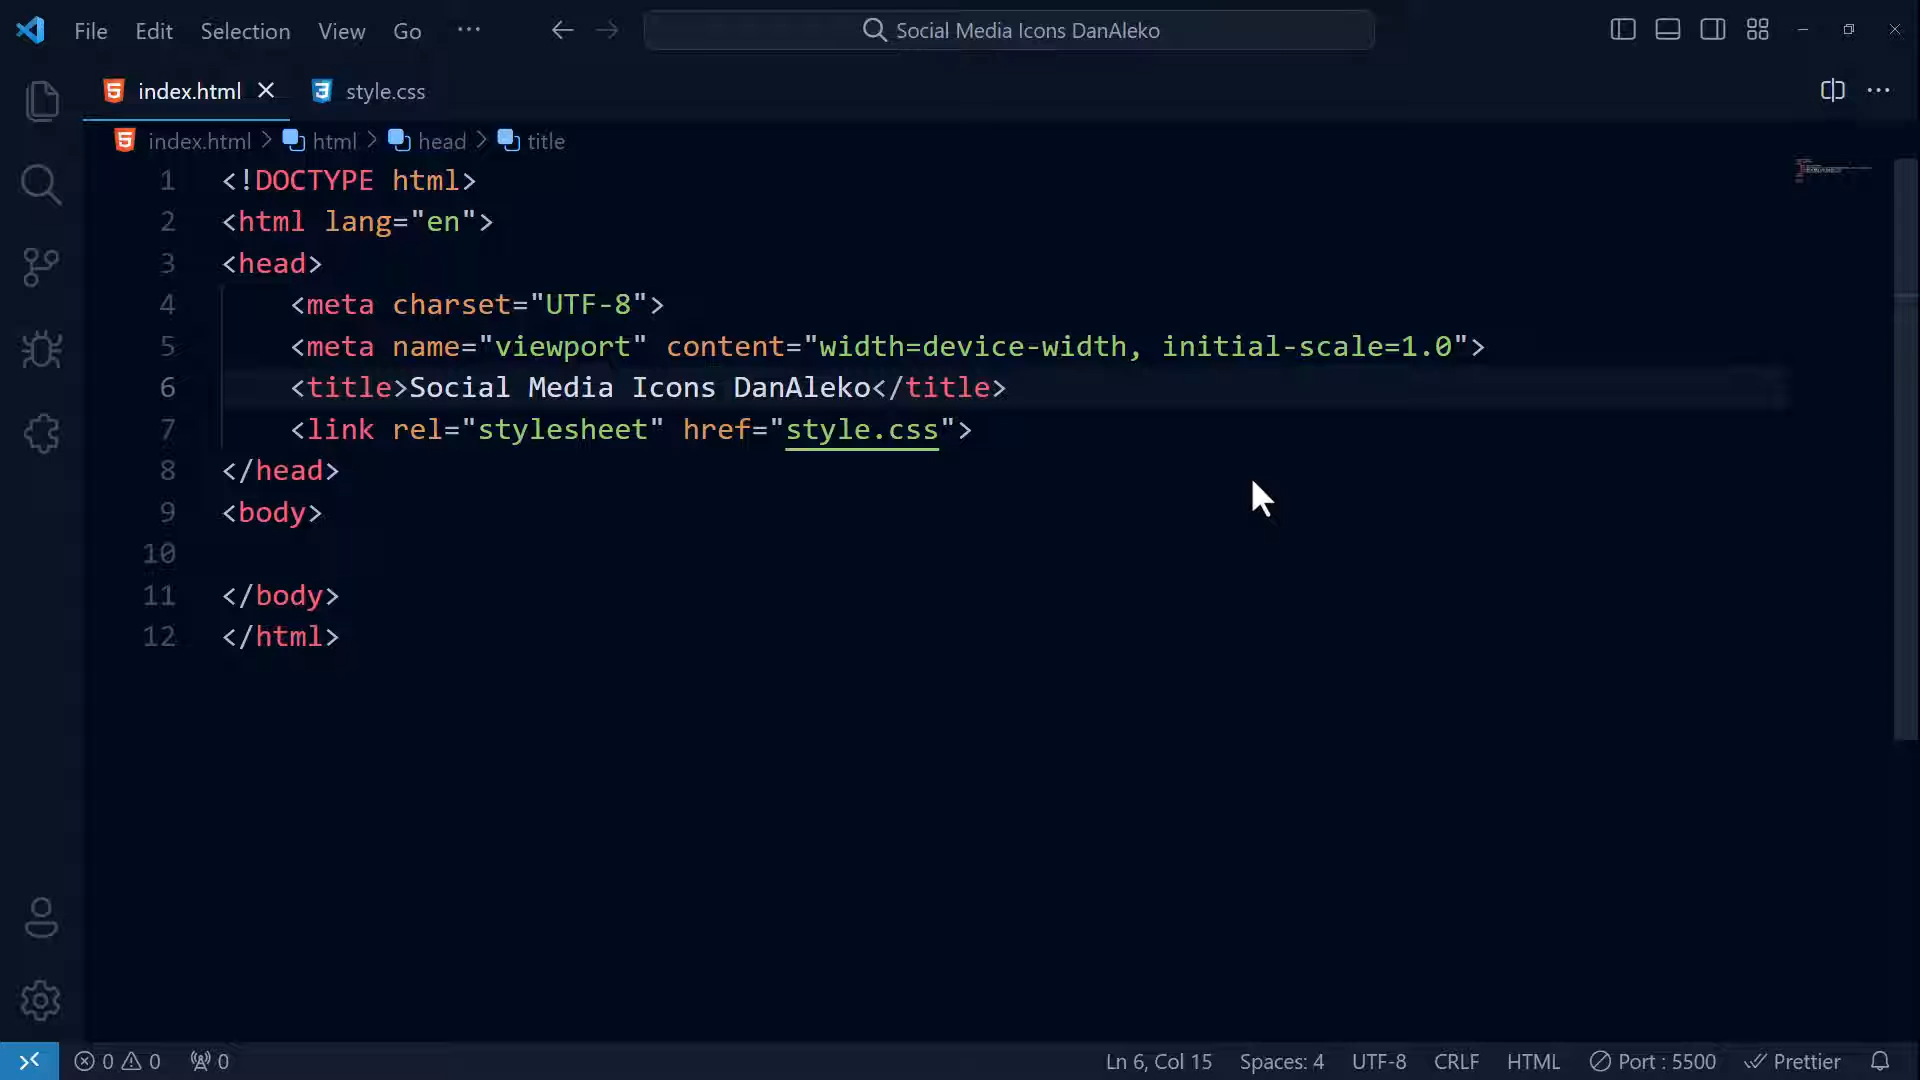 File Edit Selection View Go ··· Social Media Icons DanAleko
index.html style.css
index.html > html > head > title
1 <!DOCTYPE html>
2 <html lang="en">
3 <head>
4 <meta charset="UTF-8">
5 <meta name="viewport" content="width=device-width, initial-scale=1.0">
6 <title>Social Media Icons DanAleko</title>
7 <link rel="stylesheet" href="style.css">
8 </head>
9 <body>
10
11 </body>
12 </html>
0 0 0 Ln 6, Col 15 Spaces: 4 UTF-8 CRLF HTML Port : 5500 Prettier